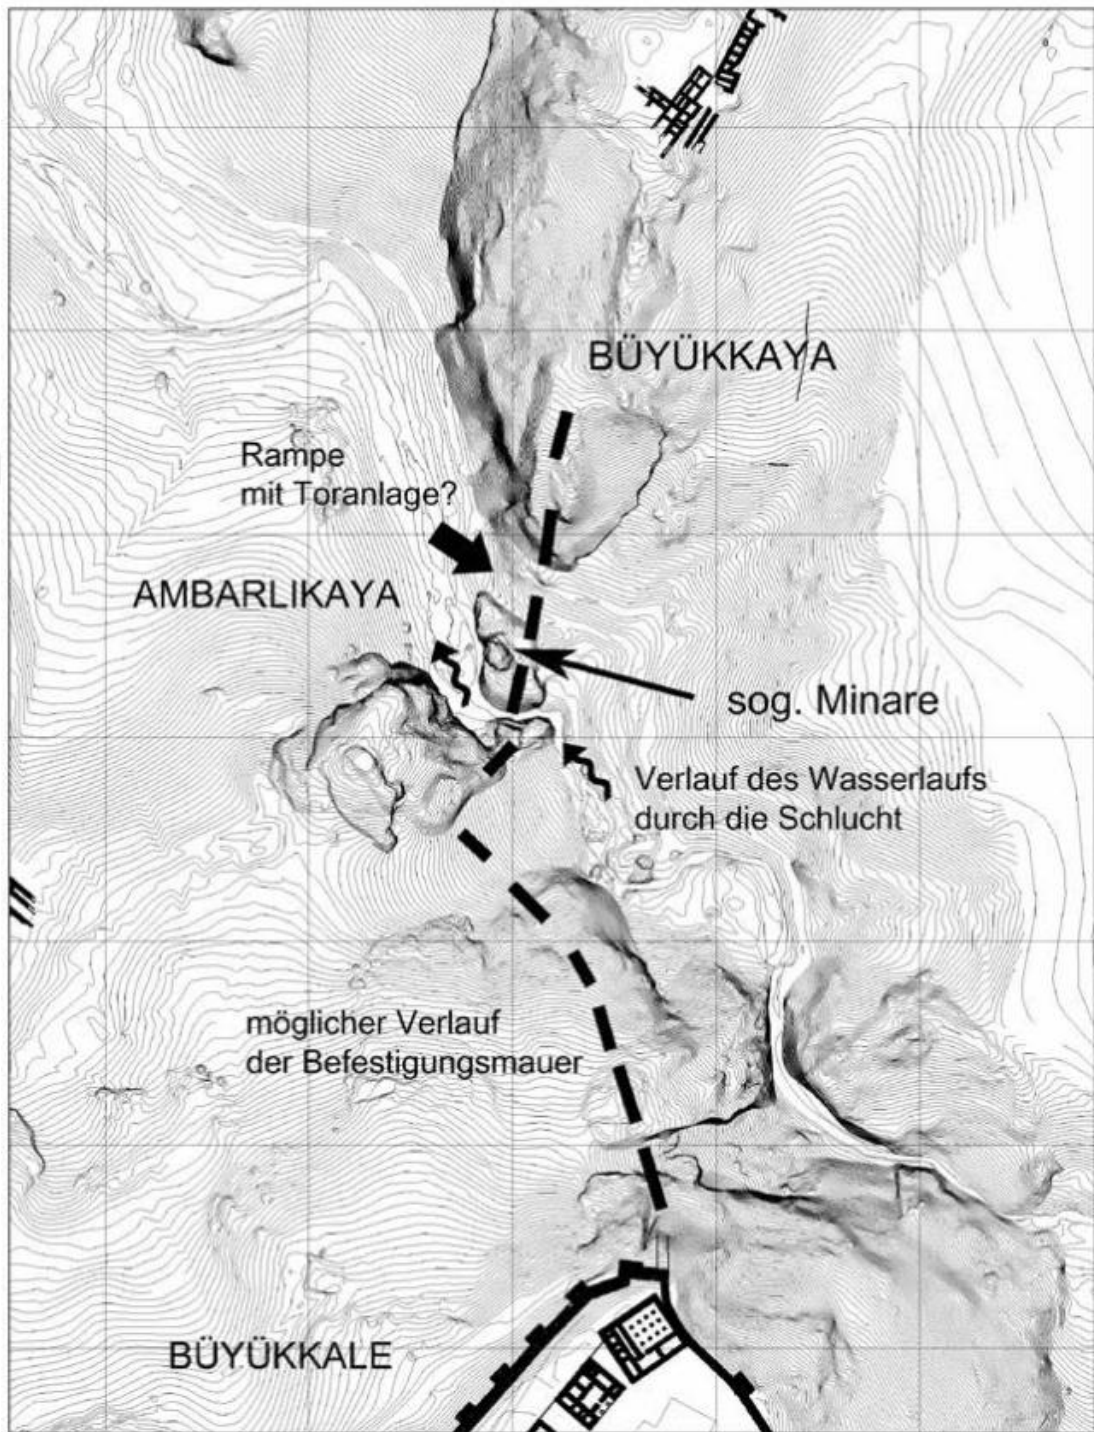 BÜYÜKKAYA
Rampe
mit Toranlage?
AMBARLIKAYA
sog. Minare
Verlauf des Wasserlaufs
durch die Schlucht
möglicher Verlauf
der Befestigungsmauer
BÜYÜKKALE